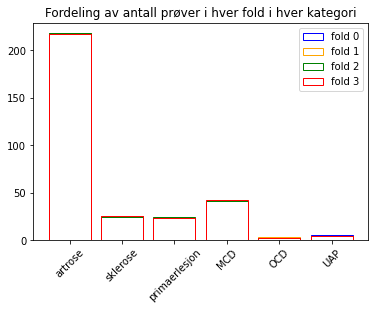 Fordeling av antall prøver i hver fold i hver kategori
fold 0
fold 1
fold 2
fold 3
200
150
100
50
0
artrose
sklerose
primaerlesjon
MCD
OCD
UAP